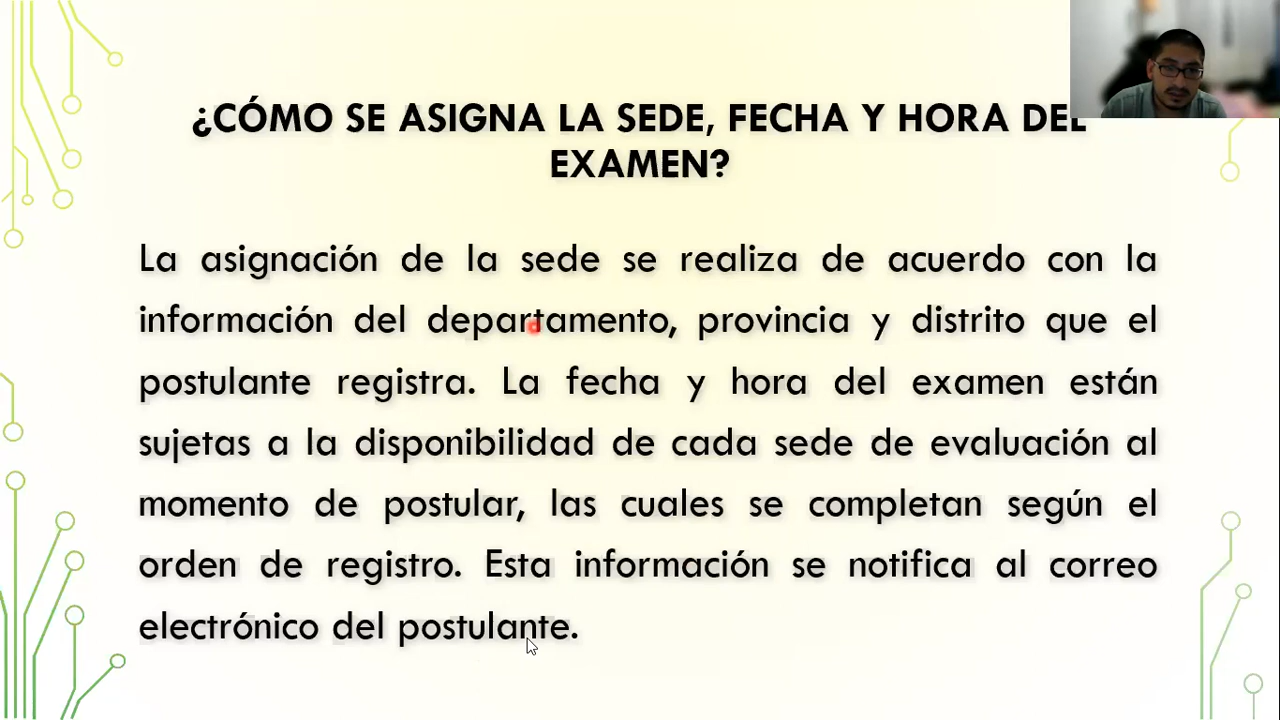 ¿CÓMO SE ASIGNA LA SEDE, FECHA Y HORA DEL
EXAMEN?
La asignación de la sede se realiza de acuerdo con la
información del departamento, provincia y distrito que el
postulante registra. La fecha y hora del examen están
sujetas a la disponibilidad de cada sede de evaluación al
momento de postular, las cuales se completan según el
orden de registro. Esta información se notifica al correo
electrónico del postulante.